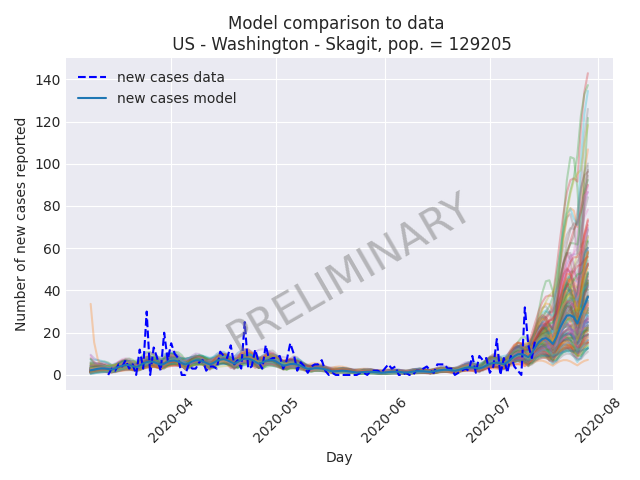 Model comparison to data
US - Washington - Skagit, pop. = 129205
new cases data
new cases model
PRELIMINARY
Number of new cases reported
140
120
100
80
60
40
20
0
2020-04
2020-05
2020-06
2020-07
2020-08
Day